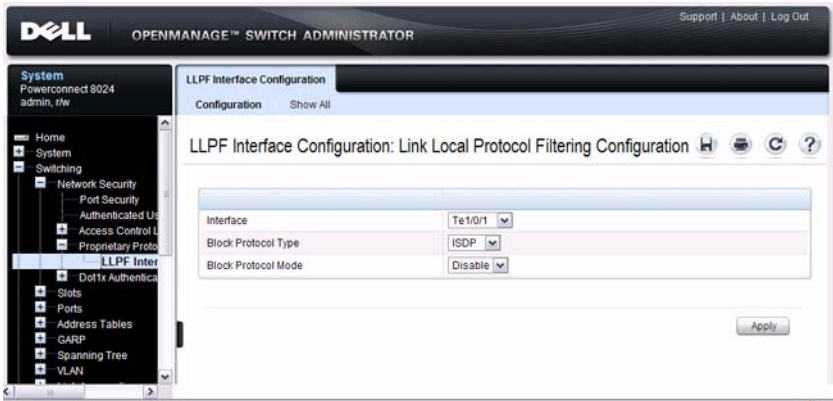 Support | About | Log Out
DELL OPENMANAGE™ SWITCH ADMINISTRATOR
System
Powerconnect 8024
admin, r/w
Home
System
Switching
Network Security
Port Security
Authenticated Us
Access Control L
Proprietary Proto
LLPF Inter
Dot1x Authentica
Slots
Ports
Address Tables
GARP
Spanning Tree
VLAN
LLPF Interface Configuration
Configuration Show All
LLPF Interface Configuration: Link Local Protocol Filtering Configuration
Interface Te1/0/1
Block Protocol Type ISDP
Block Protocol Mode Disable
Apply